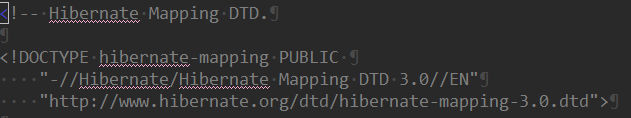 <!-- Hibernate Mapping DTD.
<!DOCTYPE hibernate-mapping PUBLIC
    "-//Hibernate/Hibernate Mapping DTD 3.0//EN"
    "http://www.hibernate.org/dtd/hibernate-mapping-3.0.dtd">